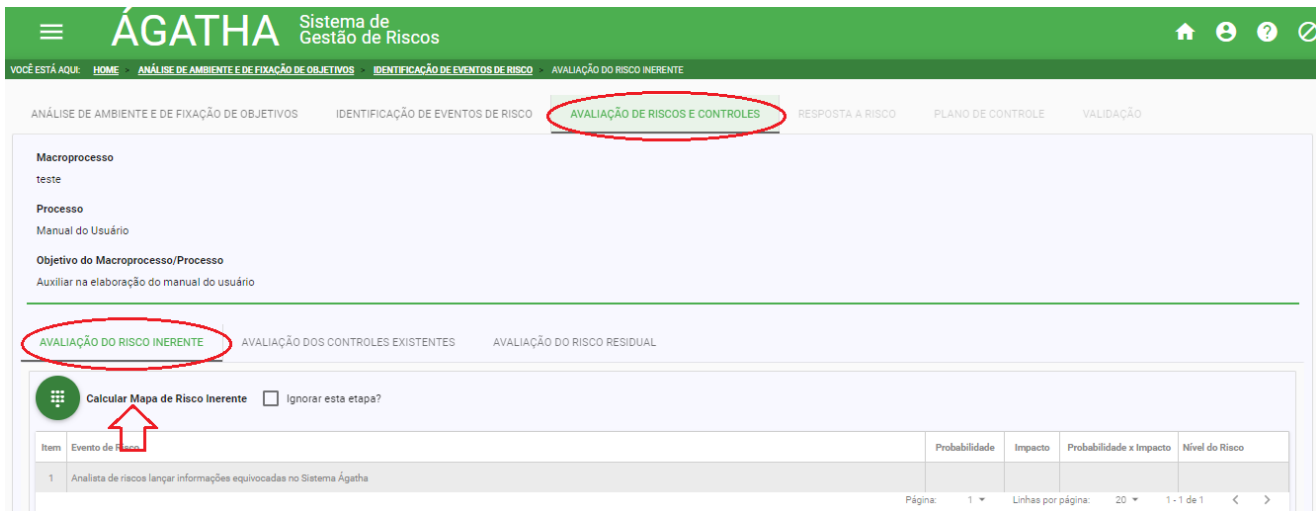 ÁGATHA Sistema de
Gestão de Riscos
VOCÊ ESTÁ AQUI: HOME > ANÁLISE DE AMBIENTE E DE FIXAÇÃO DE OBJETIVOS > IDENTIFICAÇÃO DE EVENTOS DE RISCO > AVALIAÇÃO DO RISCO INERENTE
ANÁLISE DE AMBIENTE E DE FIXAÇÃO DE OBJETIVOS IDENTIFICAÇÃO DE EVENTOS DE RISCO AVALIAÇÃO DE RISCOS E CONTROLES RESPOSTA A RISCO PLANO DE CONTROLE VALIDAÇÃO
Macroprocesso
teste
Processo
Manual do Usuário
Objetivo do Macroprocesso/Processo
Auxiliar na elaboração do manual do usuário
AVALIAÇÃO DO RISCO INERENTE AVALIAÇÃO DOS CONTROLES EXISTENTES AVALIAÇÃO DO RISCO RESIDUAL
Calcular Mapa de Risco Inerente Ignorar esta etapa?
Item Evento de Risco Probabilidade Impacto Probabilidade x Impacto Nível do Risco
1 Analista de riscos lançar informações equivocadas no Sistema Ágatha
Página: 1 Linhas por página: 20 1 - 1 de 1 < >